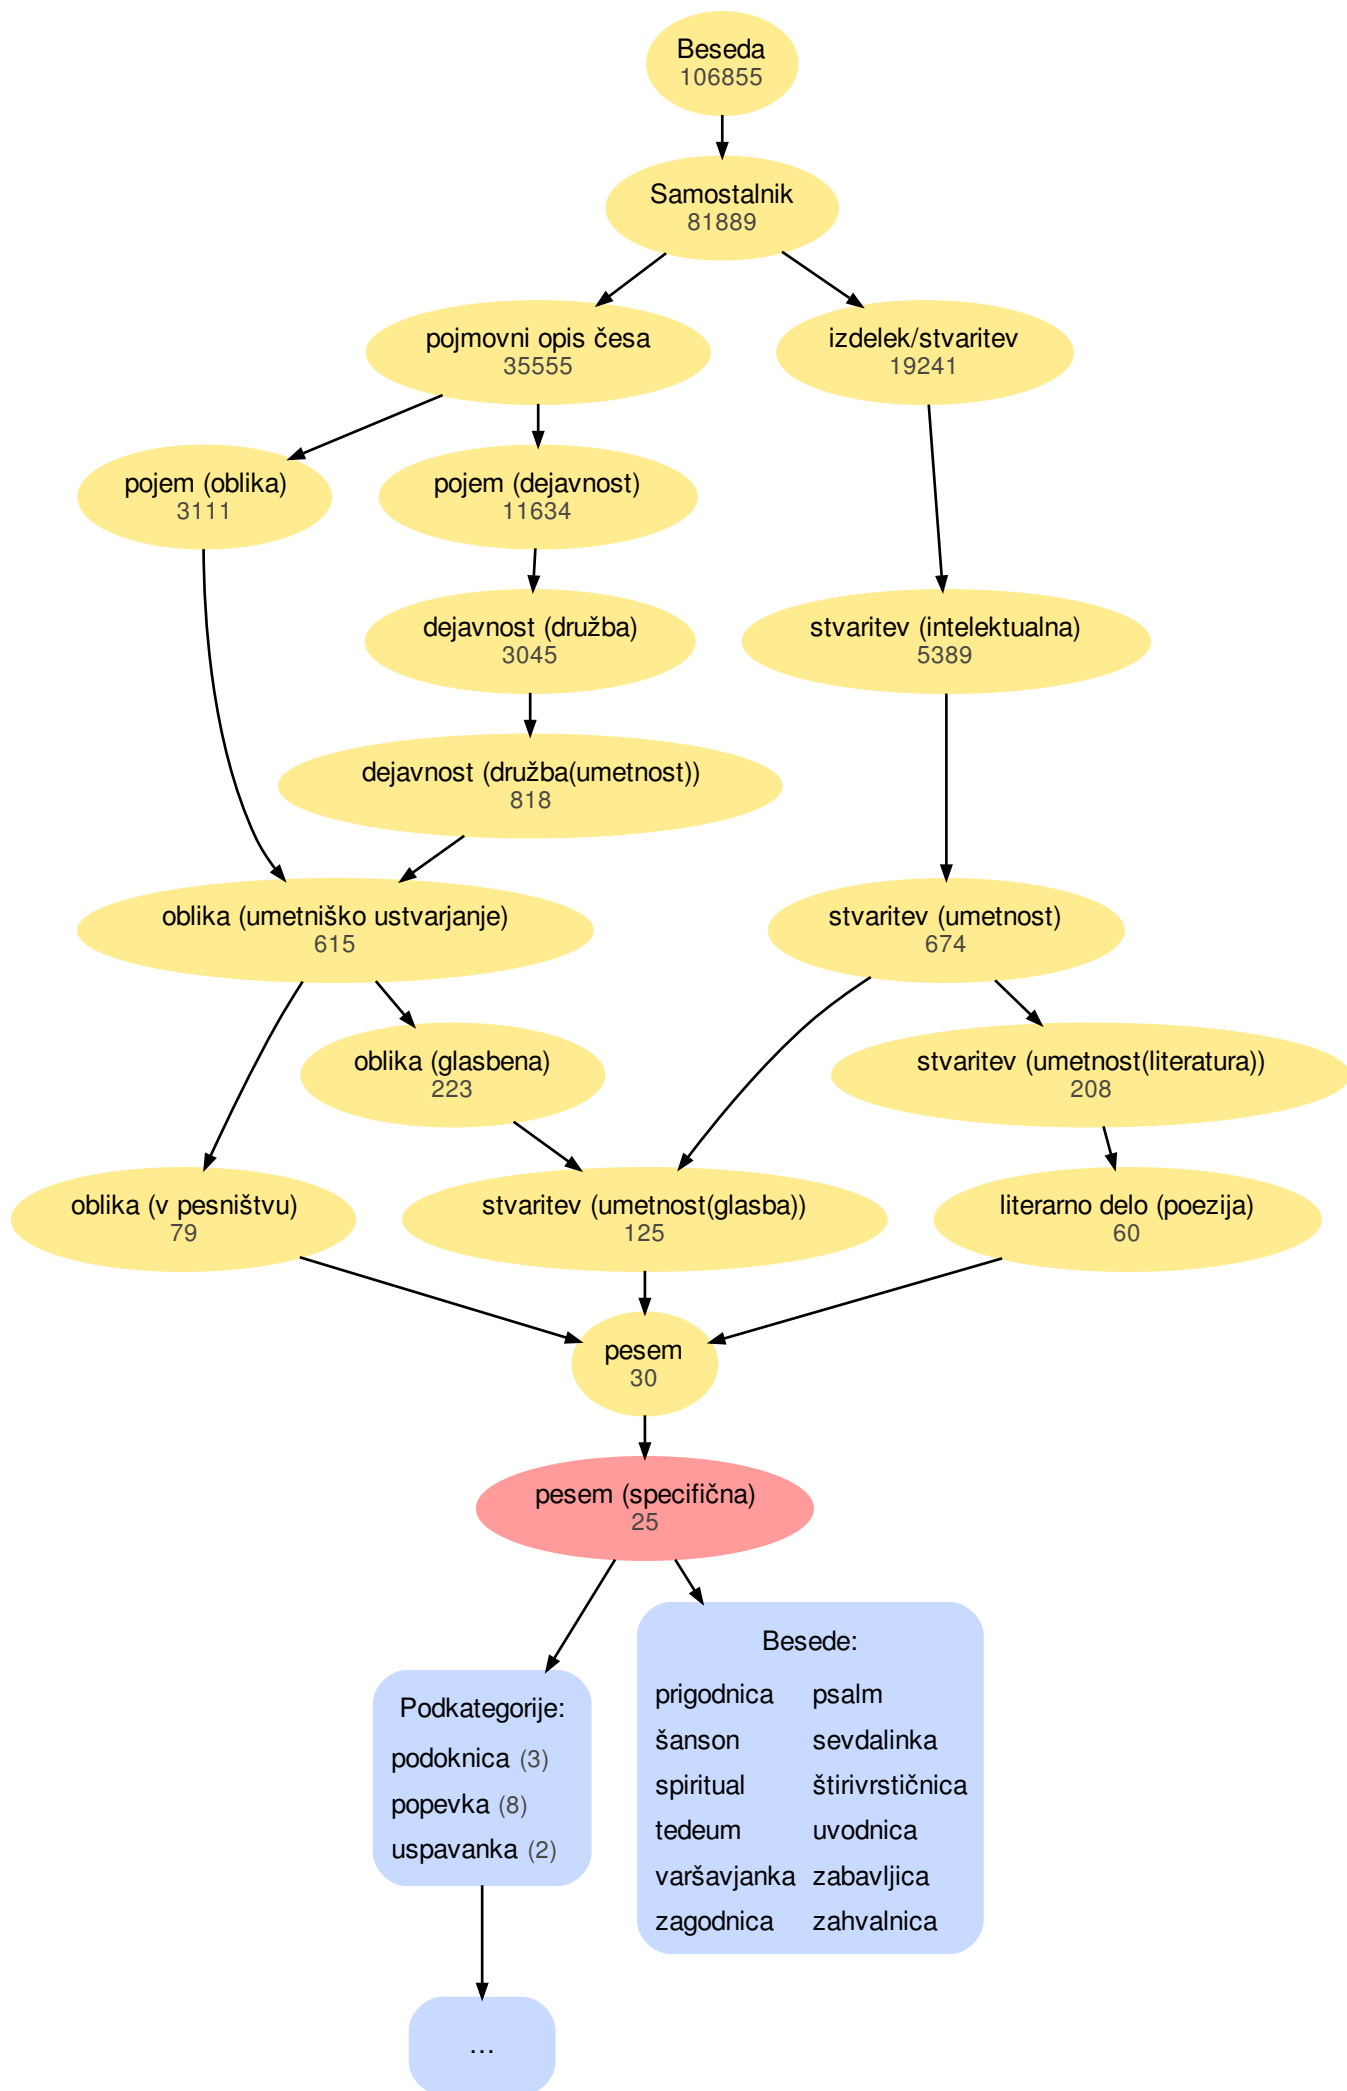 Beseda
106855
Samostalnik
81889
pojmovni opis česa
35555
izdelek/stvaritev
19241
pojem (oblika)
3111
pojem (dejavnost)
11634
dejavnost (družba)
3045
stvaritev (intelektualna)
5389
dejavnost (družba(umetnost))
818
oblika (umetniško ustvarjanje)
615
stvaritev (umetnost)
674
oblika (glasbena)
223
stvaritev (umetnost(literatura))
208
oblika (v pesništvu)
79
stvaritev (umetnost(glasba))
125
literarno delo (poezija)
60
pesem
30
pesem (specifična)
25
Podkategorije:
podoknica (3)
popevka (8)
uspavanka (2)
Besede:
prigodnica psalm
šanson sevdalinka
spiritual štirivrstičnica
tedeum uvodnica
varšavjanka zabavljica
zagodnica zahvalnica
...